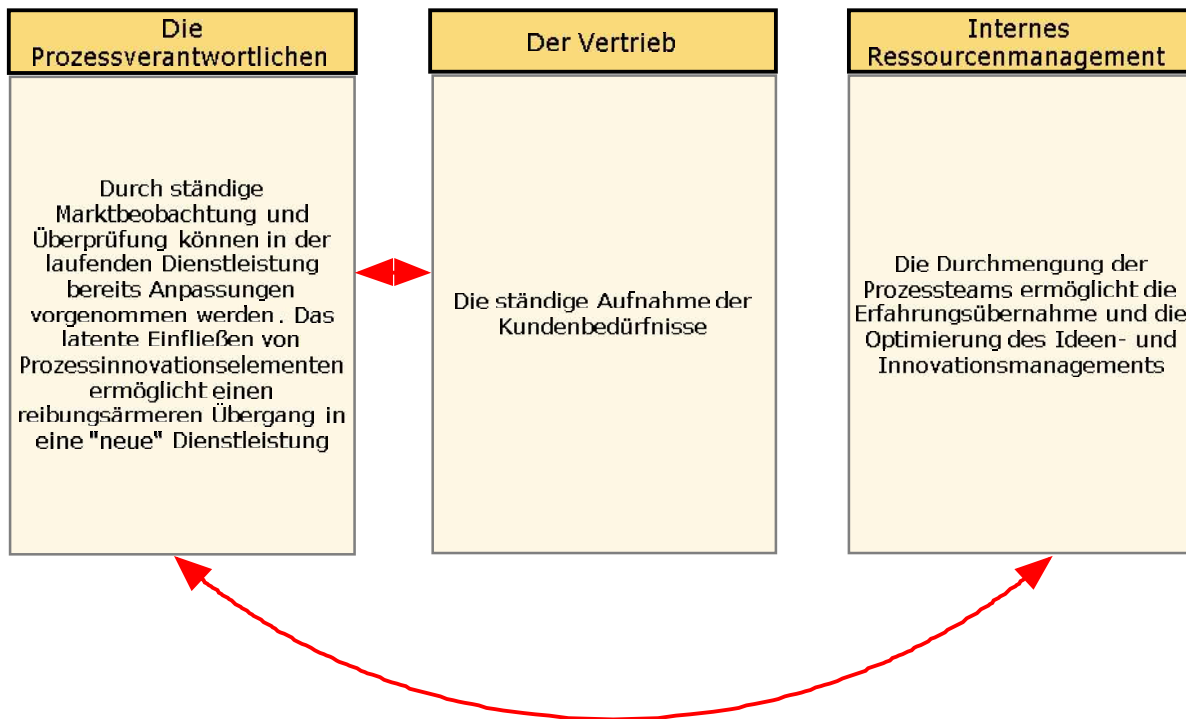 Die
Prozessverantwortlichen
Durch ständige
Marktbeobachtung und
Überprüfung können in der
laufenden Dienstleistung
bereits Anpassungen
vorgenommen werden. Das
latente Einfließen von
Prozessinnovationselementen
ermöglicht einen
reibungsärmeren Übergang in
eine "neue" Dienstleistung
Der Vertrieb
Die ständige Aufnahme der
Kundenbedürfnisse
Internes
Ressourcenmanagement
Die Durchmengung der
Prozessteams ermöglicht die
Erfahrungsübernahme und die
Optimierung des Ideen- und
Innovationsmanagements